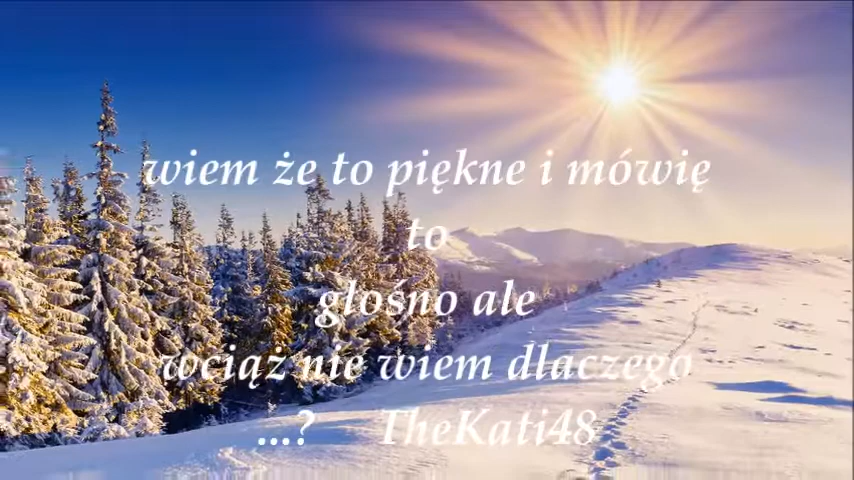 wiem że to piękne i mówię
to
głośno ale
wciąż nie wiem dlaczego
...? TheKati48